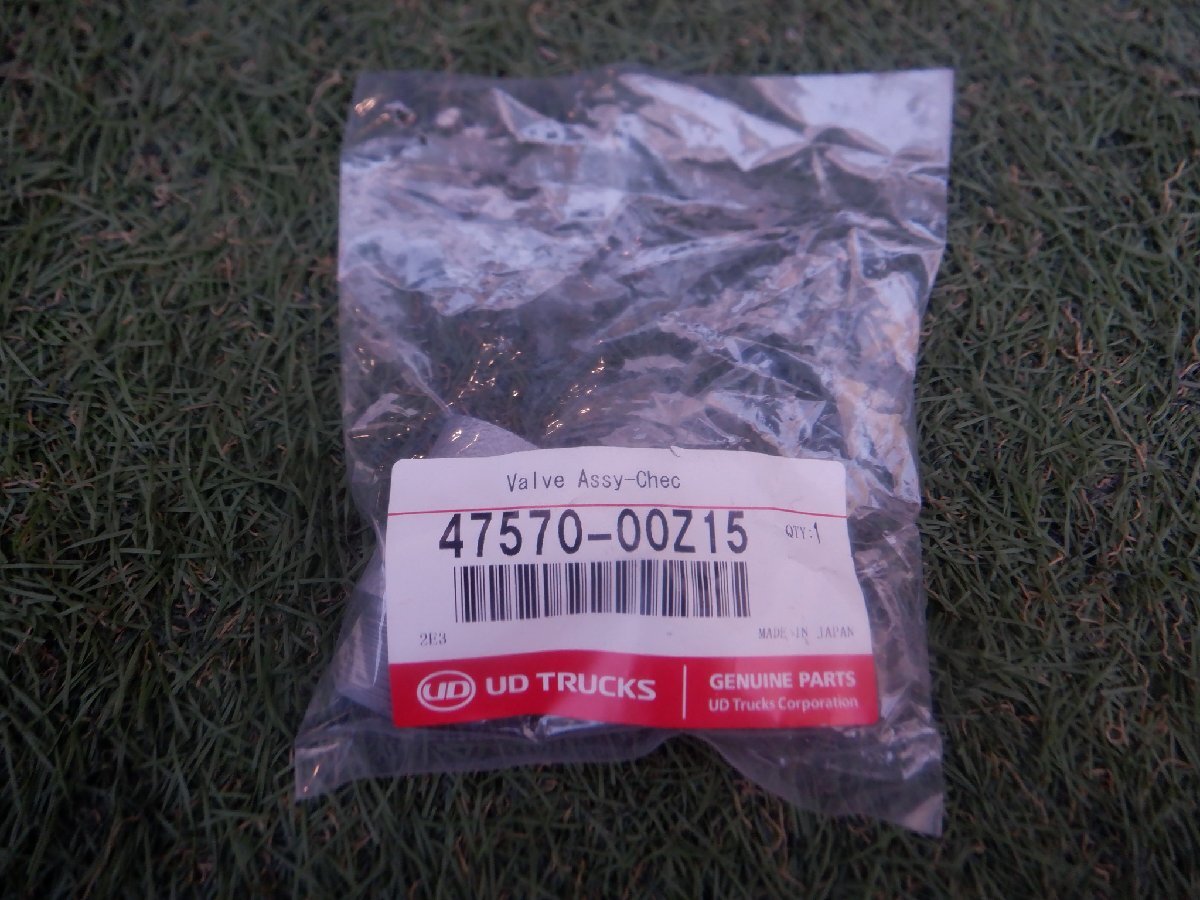 Valve Assy-Chec
47570-00Z15 QTY:1
2E3 MADE IN JAPAN
UD UD TRUCKS GENUINE PARTS
UD Trucks Corporation